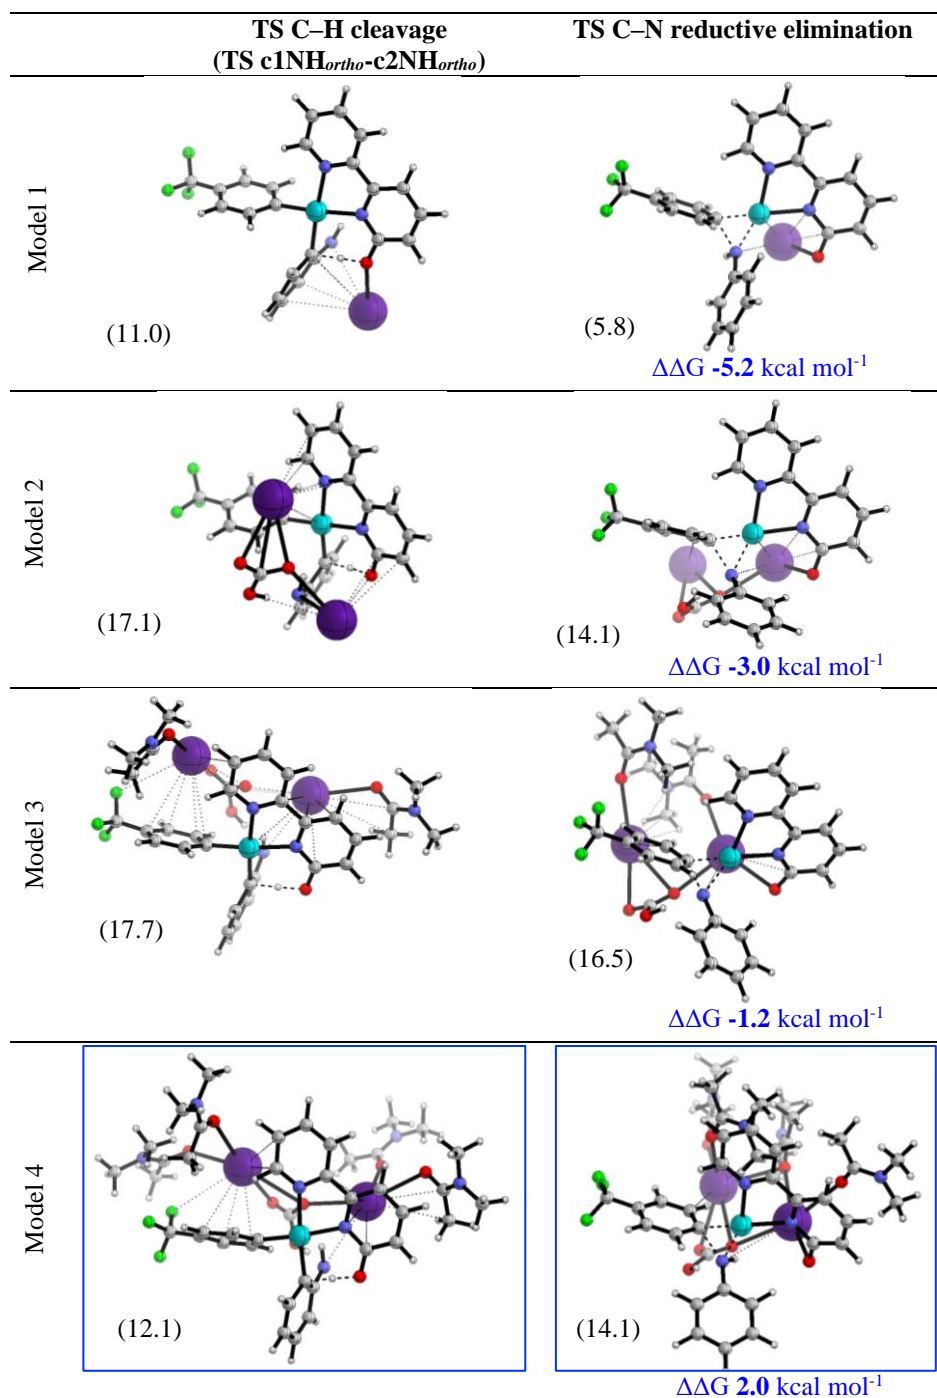 TS C–H cleavage
(TS c1NHortho-c2NHortho)
TS C–N reductive elimination
Model 1
(11.0)
(5.8)
ΔΔG -5.2 kcal mol-1
Model 2
(17.1)
(14.1)
ΔΔG -3.0 kcal mol-1
Model 3
(17.7)
(16.5)
ΔΔG -1.2 kcal mol-1
Model 4
(12.1)
(14.1)
ΔΔG 2.0 kcal mol-1